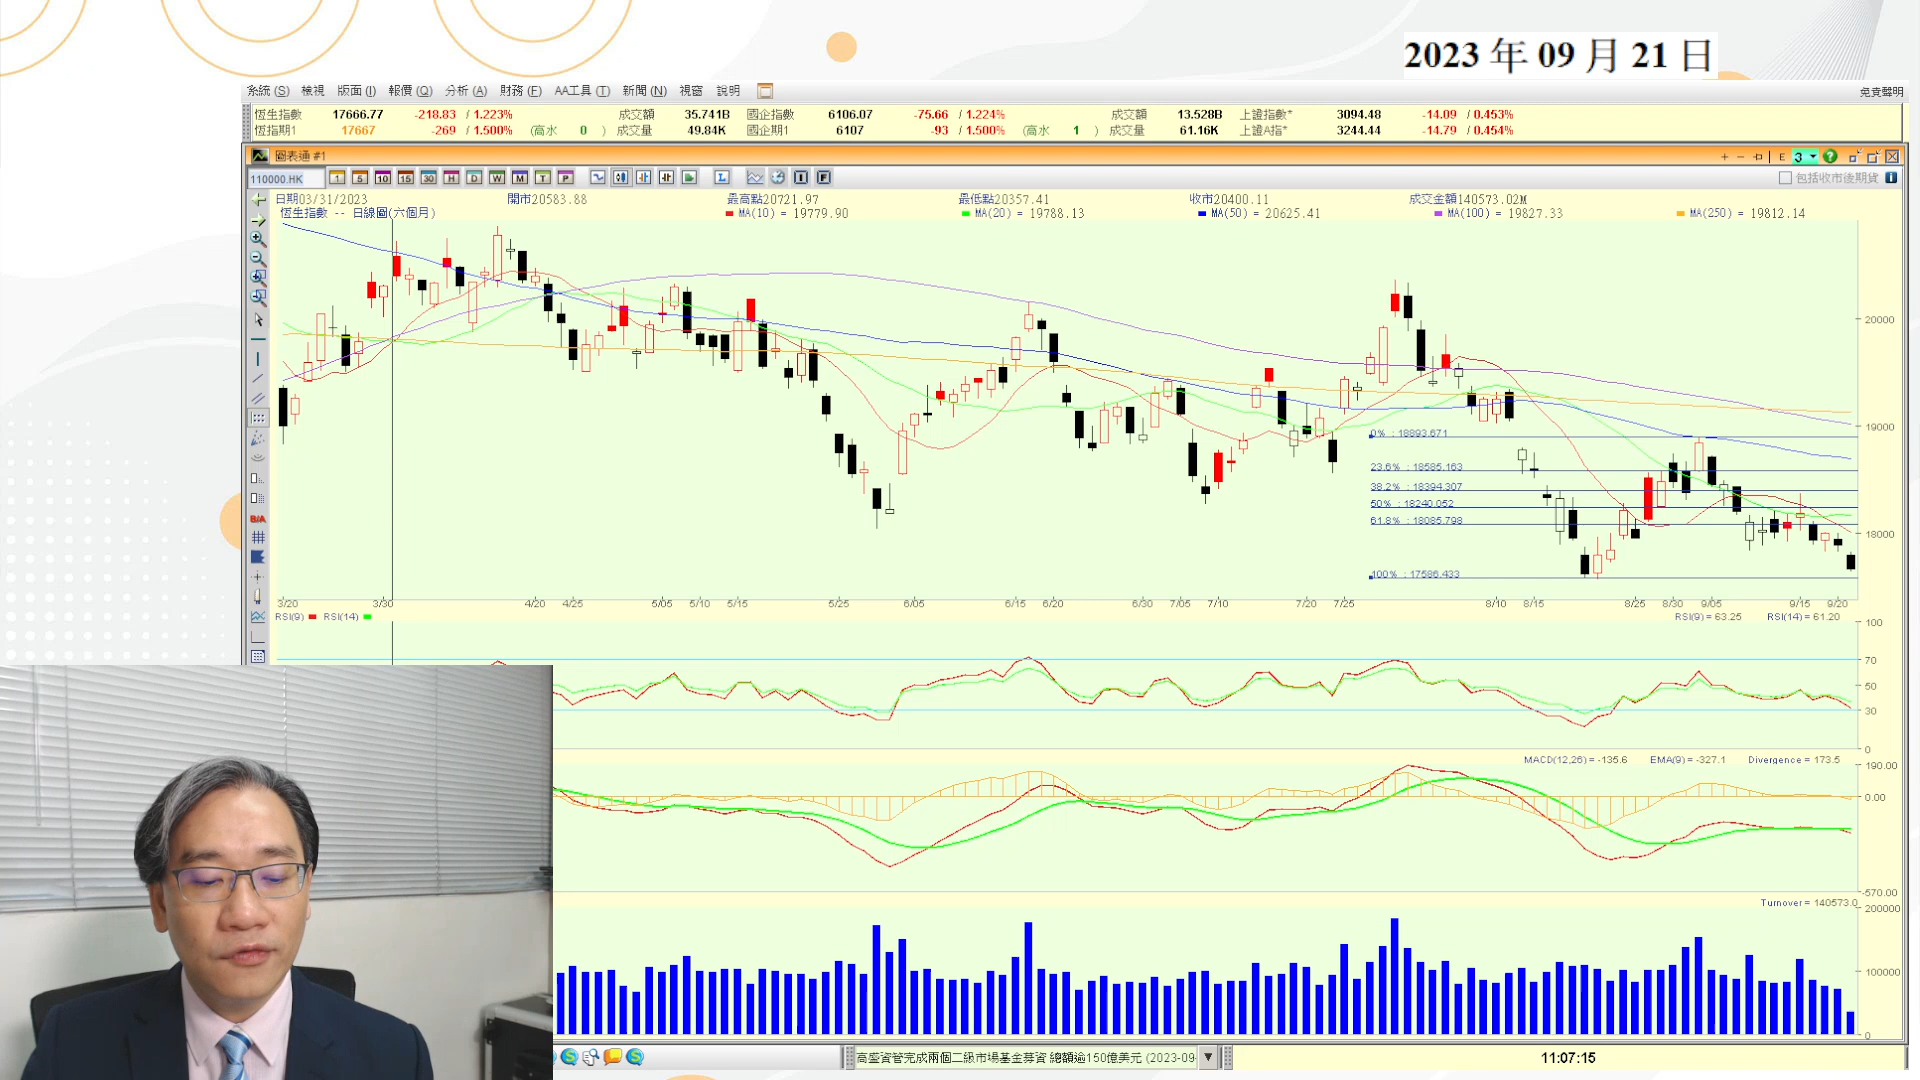 2023 年 09 月 21 日
系統 (S) 檢視 版面 (I) 報價 (Q) 分析 (A) 財務 (F) AA工具 (T) 新聞 (N) 視窗 說明 免責聲明
恆生指數 17666.77 -218.83 / 1.223% 成交額 35.741B 國企指數 6106.07 -75.66 / 1.224% 成交額 13.528B 上證指數* 3094.48 -14.09 / 0.453%
恆指期1 17667 -269 / 1.500% (高水 0 ) 成交量 49.84K 國企期1 6107 -93 / 1.500% (高水 1 ) 成交量 61.16K 上證A指* 3244.44 -14.79 / 0.454%
圖表通 #1 E 3
110000.HK 1 5 10 15 30 H D W M T P L I F 包括收市後期貨
日期03/31/2023 開市20583.88 最高點20721.97 最低點20357.41 收市20400.11 成交金額140573.02M
恆生指數 -- 日線圖(六個月) MA(10) = 19779.90 MA(20) = 19788.13 MA(50) = 20625.41 MA(100) = 19827.33 MA(250) = 19812.14
20000
19000
18000
0% : 18893.671
23.6% : 18585.163
38.2% : 18394.307
50% : 18240.052
61.8% : 18085.798
100% : 17586.433
B/A
3/20 3/30 4/20 4/25 5/05 5/10 5/15 5/25 6/05 6/15 6/20 6/30 7/05 7/10 7/20 7/25 8/10 8/15 8/25 8/30 9/05 9/15 9/20
RSI(9) RSI(14) RSI(9) = 63.25 RSI(14) = 61.20
100
70
50
30
0
MACD(12,26) = -135.6 EMA(9) = -327.1 Divergence = 173.5
190.00
0.00
-570.00
Turnover = 140573.0
200000
100000
0
高盛資管完成兩個二級市場基金募資 總額逾150億美元 (2023-09-
11:07:15